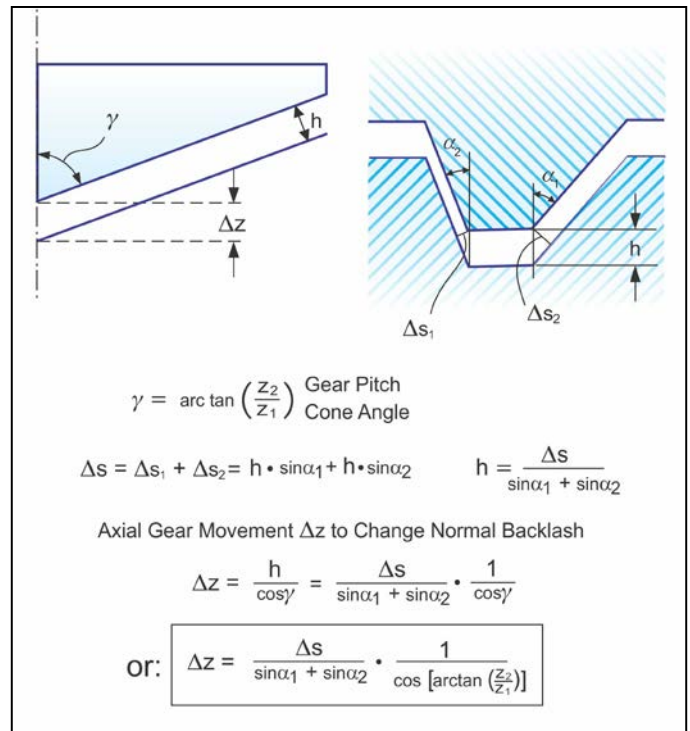 γ
h
Δz
α₂
α₁
h
Δs₁
Δs₂
γ = arc tan (z₂/z₁) Gear Pitch
Cone Angle
Δs = Δs₁ + Δs₂= h • sinα₁ + h • sinα₂ h = Δs/(sinα₁ + sinα₂)
Axial Gear Movement Δz to Change Normal Backlash
Δz = h/cosγ = Δs/(sinα₁ + sinα₂) • 1/cosγ
or: Δz = Δs/(sinα₁ + sinα₂) • 1/(cos [arctan (z₂/z₁)])